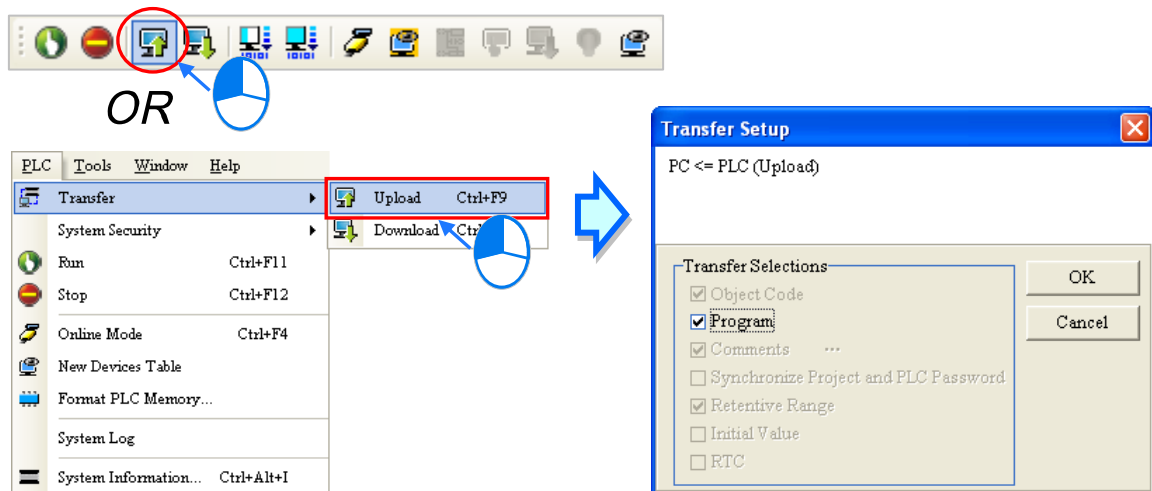 OR
PLC Tools Window Help
Transfer
System Security
Run Ctrl+F11
Stop Ctrl+F12
Online Mode Ctrl+F4
New Devices Table
Format PLC Memory...
System Log
System Information... Ctrl+Alt+I
Upload Ctrl+F9
Download
Transfer Setup
PC <= PLC (Upload)
Transfer Selections
Object Code
Program
Comments ...
Synchronize Project and PLC Password
Retentive Range
Initial Value
RTC
OK
Cancel